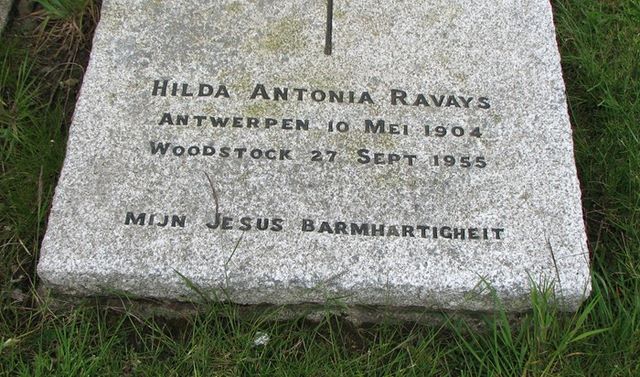 Hilda Antonia Ravays
Antwerpen 10 Mei 1904
Woodstock 27 Sept 1955
Mijn Jesus barmhartigheit